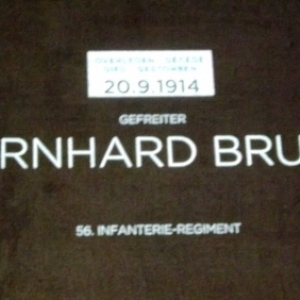 20.9.1914
GEFREITER
RNHARD BRU
56. INFANTERIE-REGIMENT